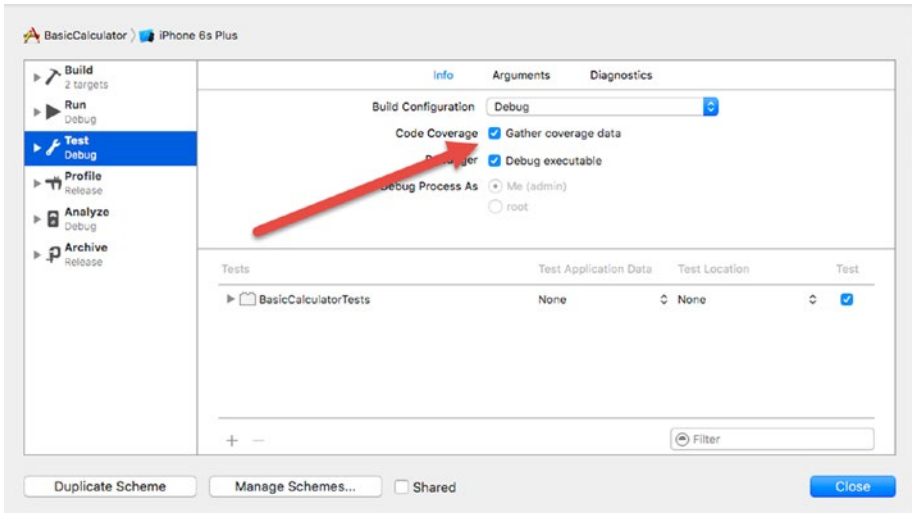 BasicCalculator iPhone 6s Plus
Build
2 targets
Run
Debug
Test
Debug
Profile
Release
Analyze
Debug
Archive
Release
Info Arguments Diagnostics
Build Configuration Debug
Code Coverage Gather coverage data
Debug executable
Debug Process As Me (admin)
root
Tests Test Application Data Test Location Test
BasicCalculatorTests None None
Filter
Duplicate Scheme Manage Schemes... Shared Close